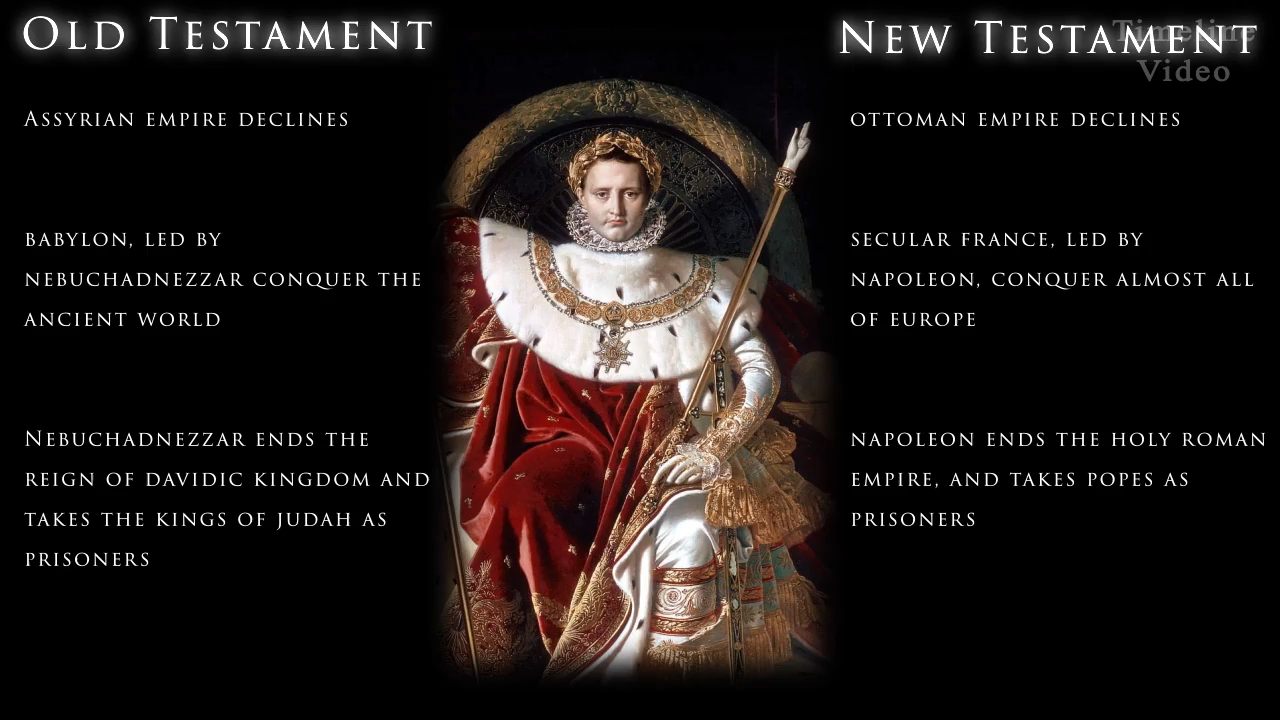 Old Testament
New Testament
Timeline
Video
Assyrian empire declines
Ottoman empire declines
Babylon, led by
Nebuchadnezzar conquer the
ancient world
Secular France, led by
Napoleon, conquer almost all
of Europe
Nebuchadnezzar ends the
reign of Davidic kingdom and
takes the kings of Judah as
prisoners
Napoleon ends the Holy Roman
Empire, and takes popes as
prisoners